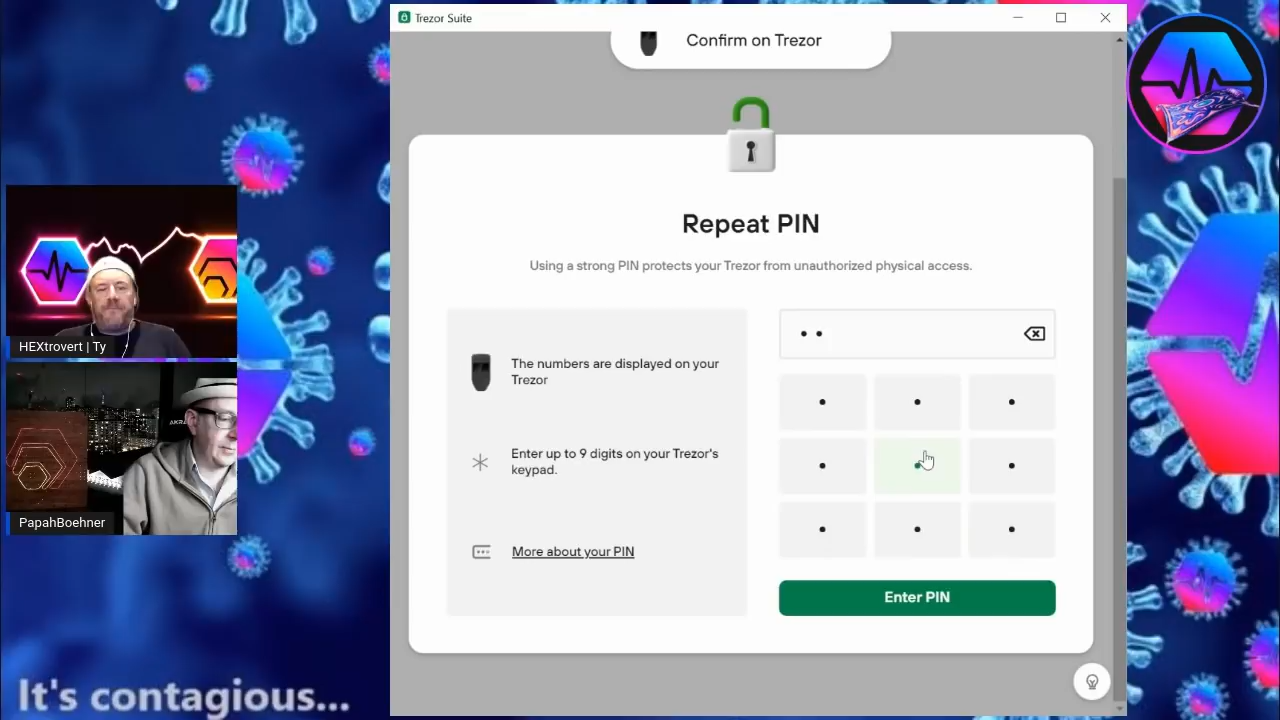 Trezor Suite
Confirm on Trezor
Repeat PIN
Using a strong PIN protects your Trezor from unauthorized physical access.
The numbers are displayed on your
Trezor
Enter up to 9 digits on your Trezor's
keypad.
More about your PIN
Enter PIN
HEXtrovert | Ty
AKRA
PapahBoehner
It's contagious...